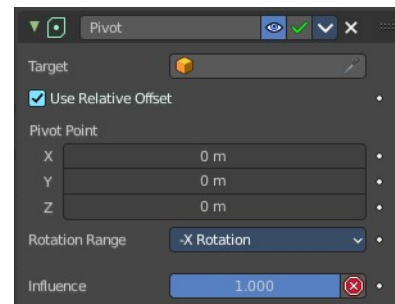 Pivot
Target
Use Relative Offset
Pivot Point
X 0 m
Y 0 m
Z 0 m
Rotation Range -X Rotation
Influence 1.000